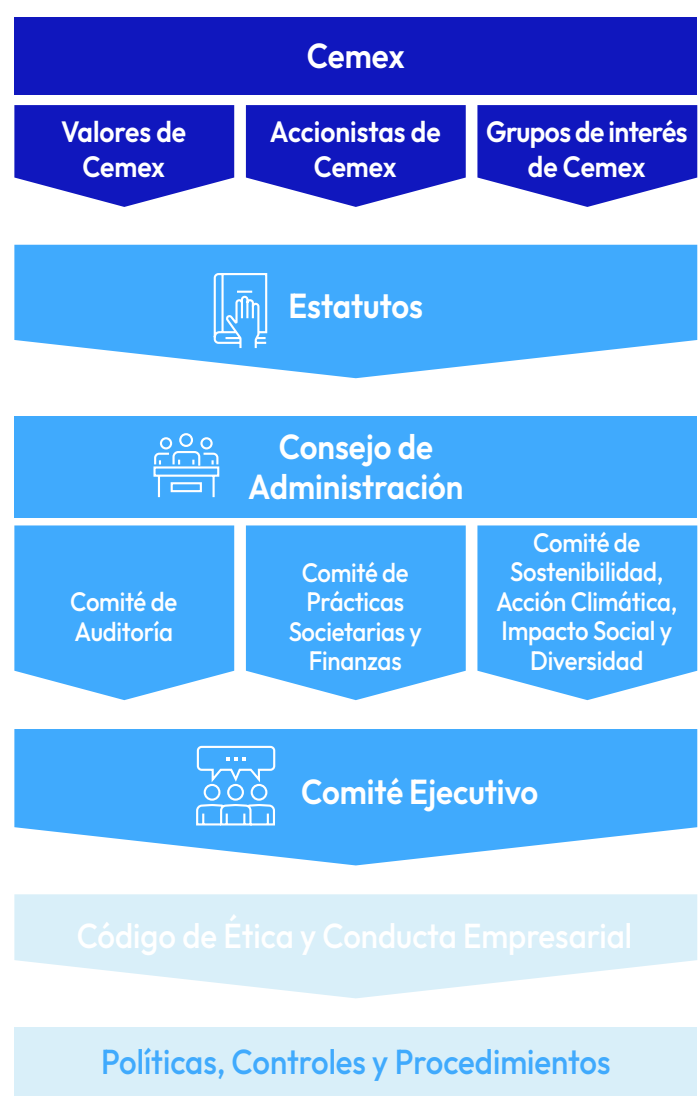 Cemex
Valores de
Cemex
Accionistas de
Cemex
Grupos de interés
de Cemex
Estatutos
Consejo de
Administración
Comité de
Auditoría
Comité de
Prácticas
Societarias y
Finanzas
Comité de
Sostenibilidad,
Acción Climática,
Impacto Social y
Diversidad
Comité Ejecutivo
Código de Ética y Conducta Empresarial
Políticas, Controles y Procedimientos